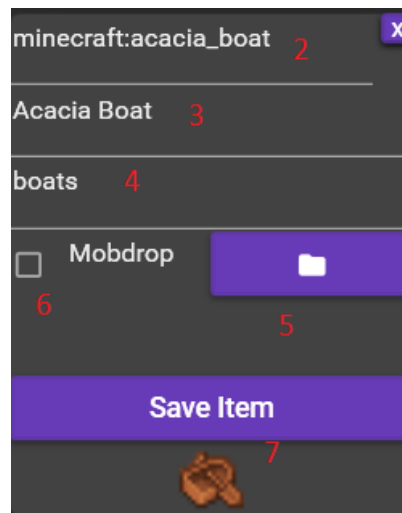 x
minecraft:acacia_boat 2
Acacia Boat 3
boats 4
Mobdrop
6
5
Save Item
7